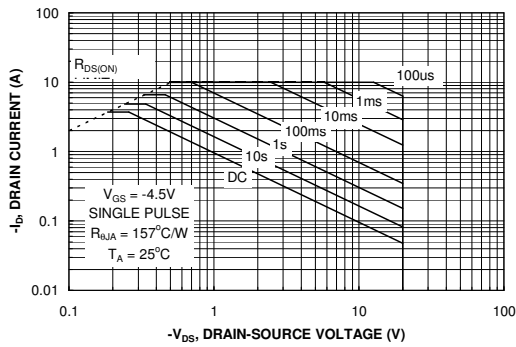 100
10
1
0.1
0.01
-I_D, DRAIN CURRENT (A)
R_DS(ON)
100us
1ms
10ms
100ms
1s
10s
DC
V_GS = -4.5V
SINGLE PULSE
R_θJA = 157°C/W
T_A = 25°C
0.1
1
10
100
-V_DS, DRAIN-SOURCE VOLTAGE (V)